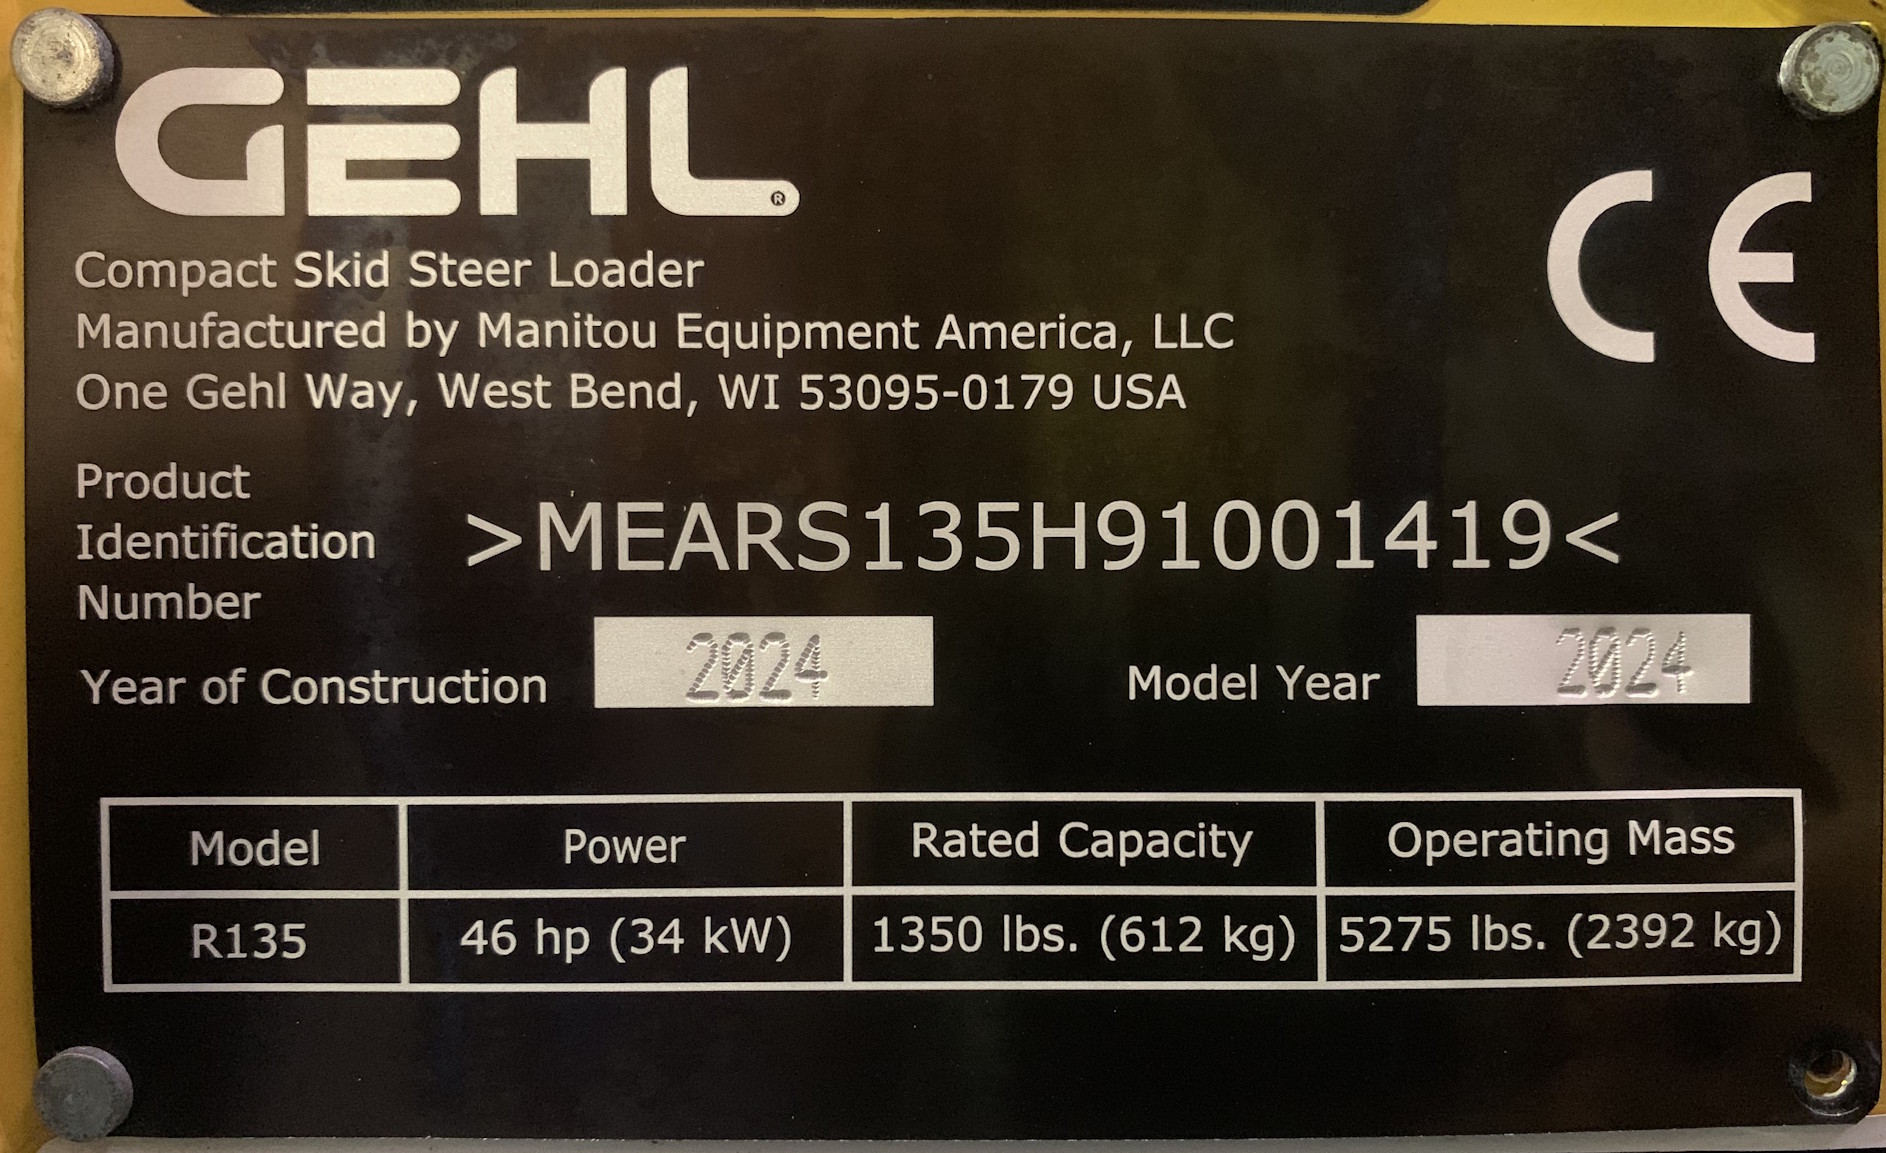 GEHL®
CE
Compact Skid Steer Loader
Manufactured by Manitou Equipment America, LLC
One Gehl Way, West Bend, WI 53095-0179 USA
Product
Identification
Number
>MEARS135H91001419<
Year of Construction 2024 Model Year 2024
Model Power Rated Capacity Operating Mass
R135 46 hp (34 kW) 1350 lbs. (612 kg) 5275 lbs. (2392 kg)